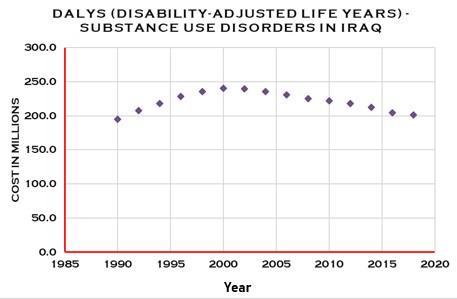 DALYS (DISABILITY-ADJUSTED LIFE YEARS) -
SUBSTANCE USE DISORDERS IN IRAQ
COST IN MILLIONS
300.0
250.0
200.0
150.0
100.0
50.0
0.0
1985 1990 1995 2000 2005 2010 2015 2020
Year